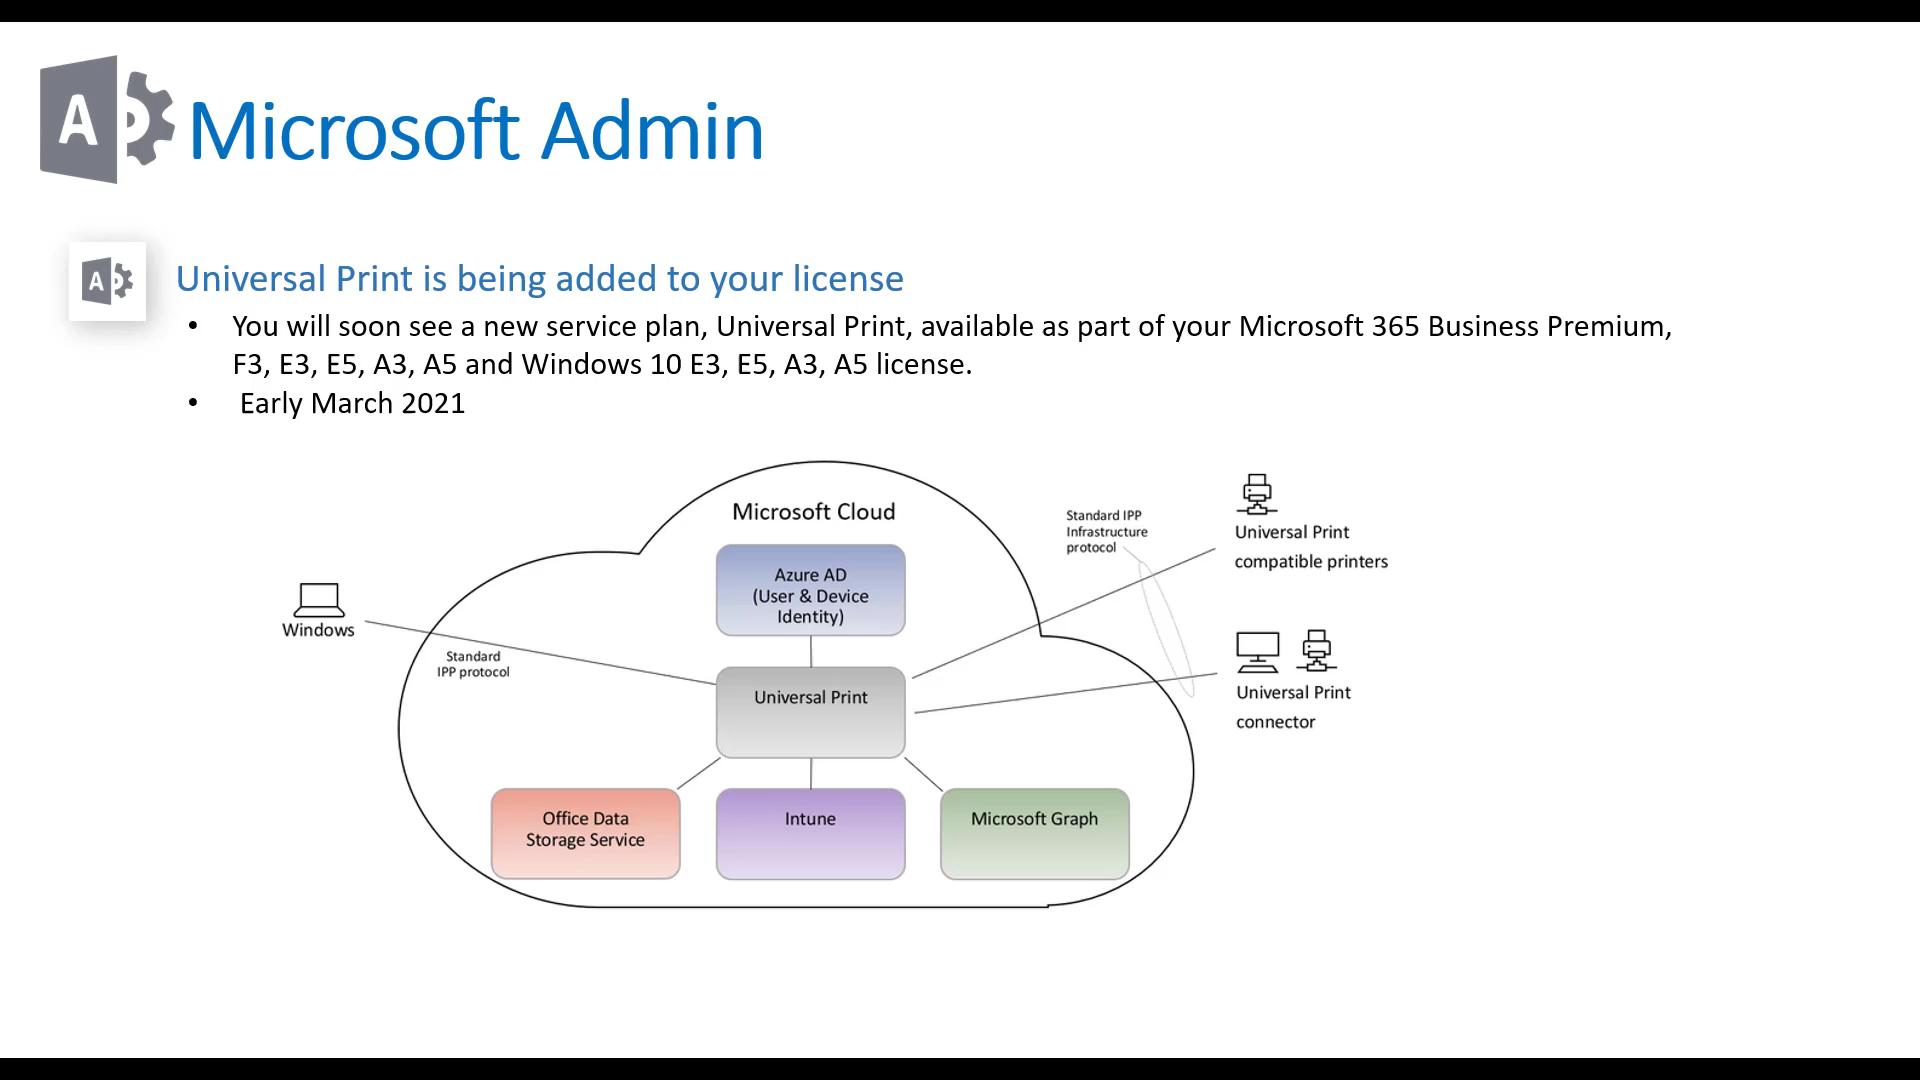 A
Microsoft Admin
A
Universal Print is being added to your license
• You will soon see a new service plan, Universal Print, available as part of your Microsoft 365 Business Premium,
F3, E3, E5, A3, A5 and Windows 10 E3, E5, A3, A5 license.
• Early March 2021
Microsoft Cloud
Standard IPP
Infrastructure
protocol
Universal Print
compatible printers
Azure AD
(User & Device
Identity)
Windows
Standard
IPP protocol
Universal Print
Universal Print
connector
Office Data
Storage Service
Intune
Microsoft Graph